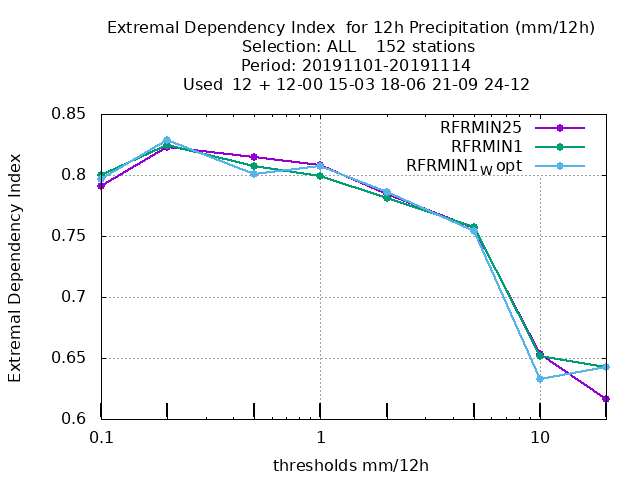 Extremal Dependency Index  for 12h Precipitation (mm/12h)
Selection: ALL    152 stations
Period: 20191101-20191114
Used  12 + 12-00 15-03 18-06 21-09 24-12
RFRMIN25
RFRMIN1
RFRMIN1W opt
Extremal Dependency Index
0.85
0.8
0.75
0.7
0.65
0.6
0.1 1 10
thresholds mm/12h